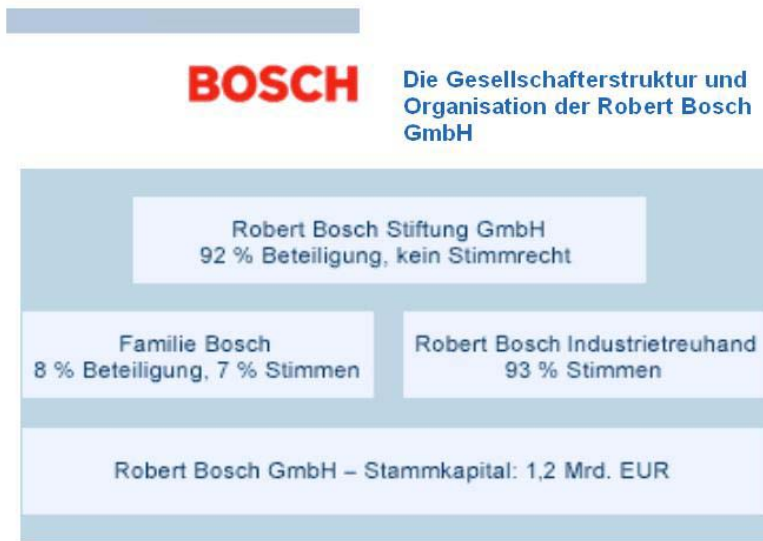 BOSCH
Die Gesellschafterstruktur und
Organisation der Robert Bosch
GmbH
Robert Bosch Stiftung GmbH
92 % Beteiligung, kein Stimmrecht
Familie Bosch
8 % Beteiligung, 7 % Stimmen
Robert Bosch Industrietreuhand
93 % Stimmen
Robert Bosch GmbH – Stammkapital: 1,2 Mrd. EUR